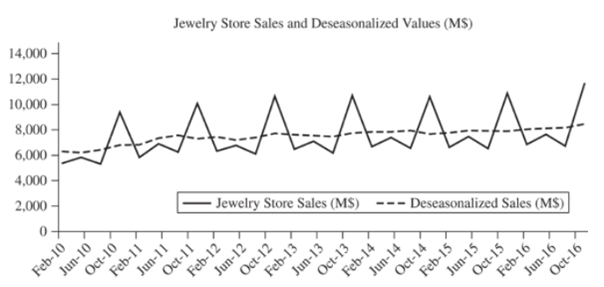 Jewelry Store Sales and Deseasonalized Values (M$)
14,000
12,000
10,000
8,000
6,000
4,000
2,000
0
Jewelry Store Sales (M$) Deseasonalized Sales (M$)
Feb-10 Jun-10 Oct-10 Feb-11 Jun-11 Oct-11 Feb-12 Jun-12 Oct-12 Feb-13 Jun-13 Oct-13 Feb-14 Jun-14 Oct-14 Feb-15 Jun-15 Oct-15 Feb-16 Jun-16 Oct-16